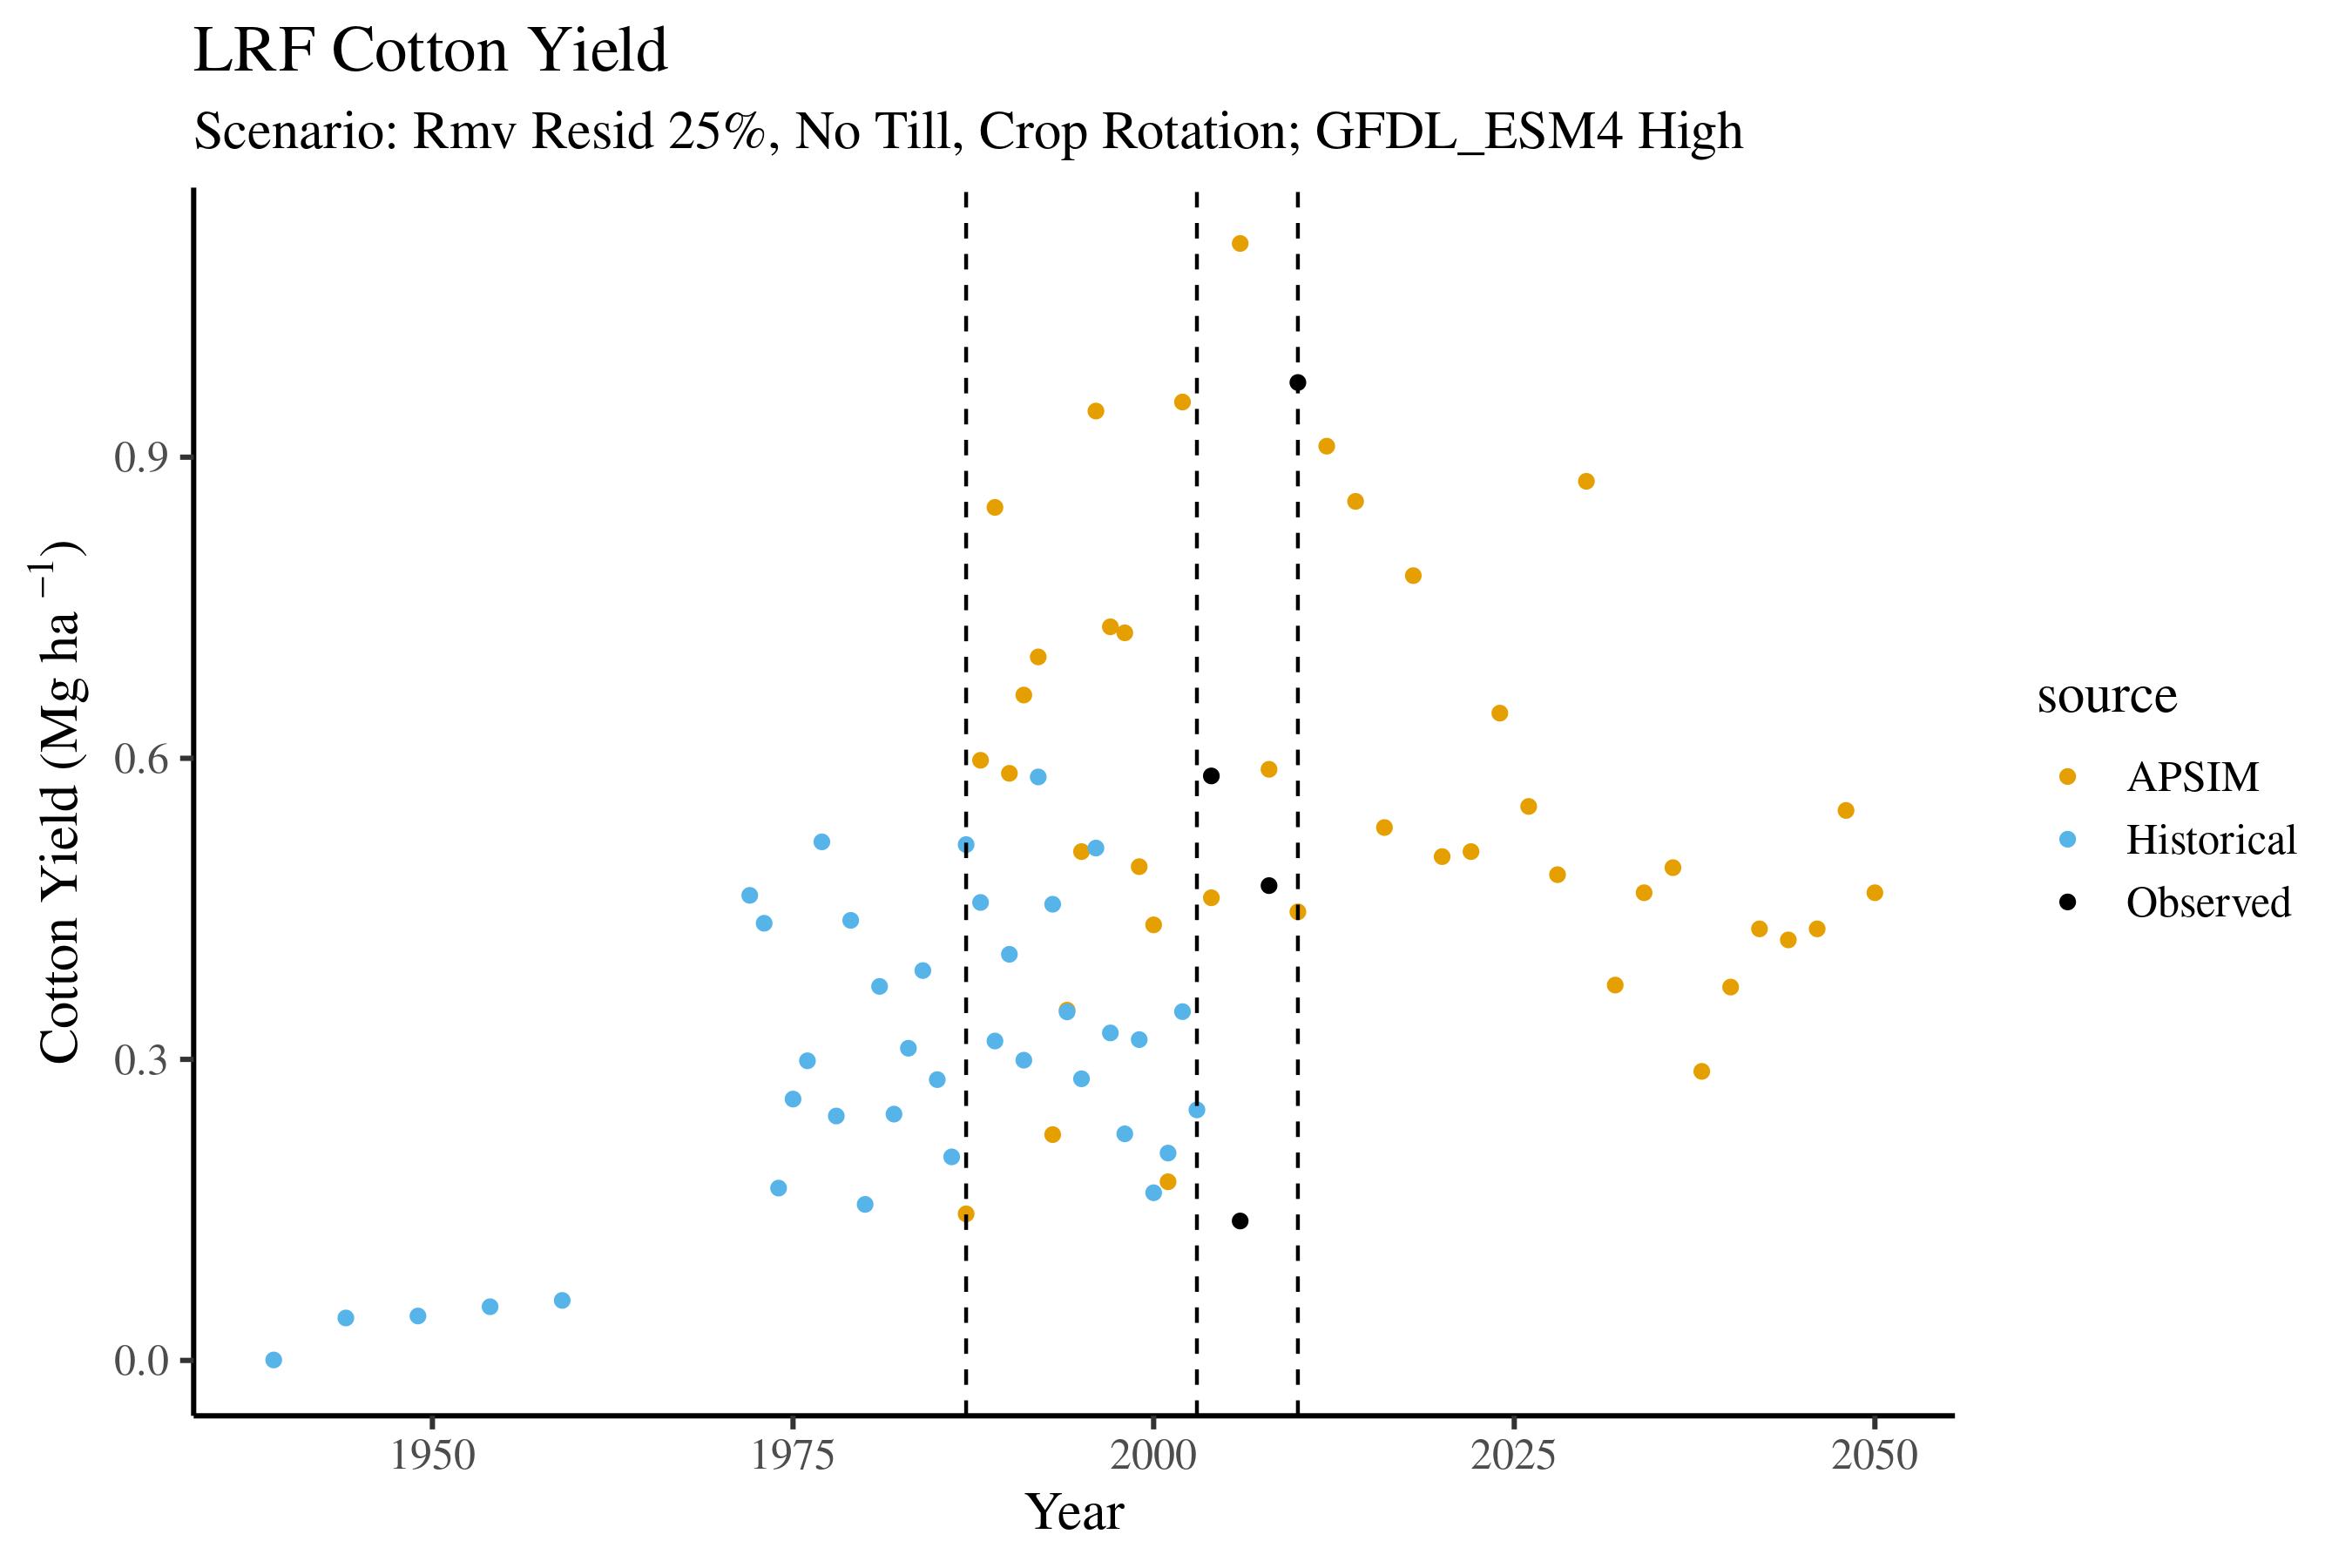 LRF Cotton Yield
Scenario: Rmv Resid 25%, No Till, Crop Rotation; GFDL_ESM4 High
Cotton Yield (Mg ha −1)
0.9
0.6
0.3
0.0
1950 1975 2000 2025 2050
Year
source
APSIM
Historical
Observed